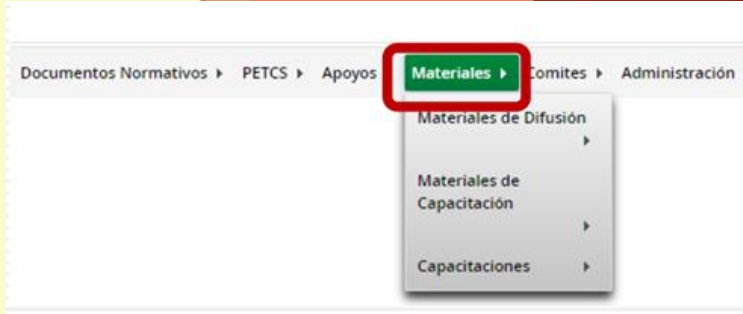 Documentos Normativos PETCS Apoyos Materiales Comites Administración
Materiales de Difusión
Materiales de
Capacitación
Capacitaciones